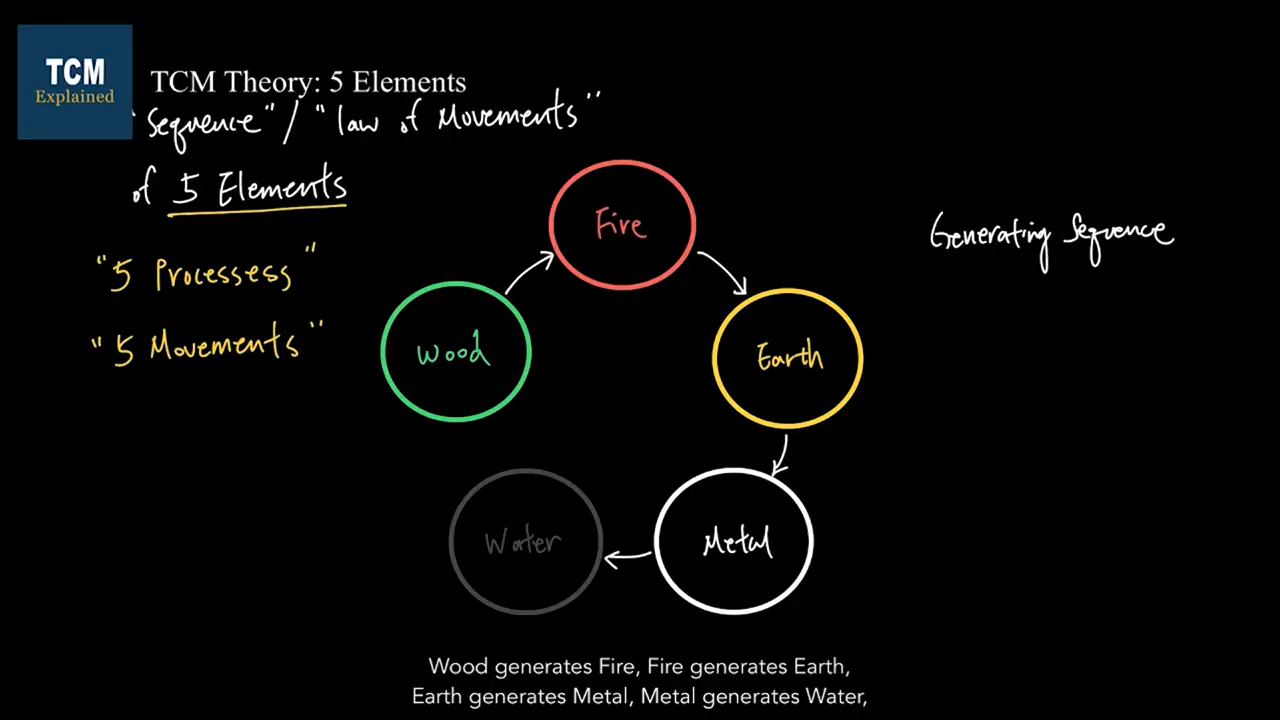 TCM
Explained
TCM Theory: 5 Elements
"Sequence" / "law of Movements"
of 5 Elements
"5 Processess"
"5 Movements"
Fire
Generating Sequence
Wood
Earth
Water
Metal
Wood generates Fire, Fire generates Earth,
Earth generates Metal, Metal generates Water,